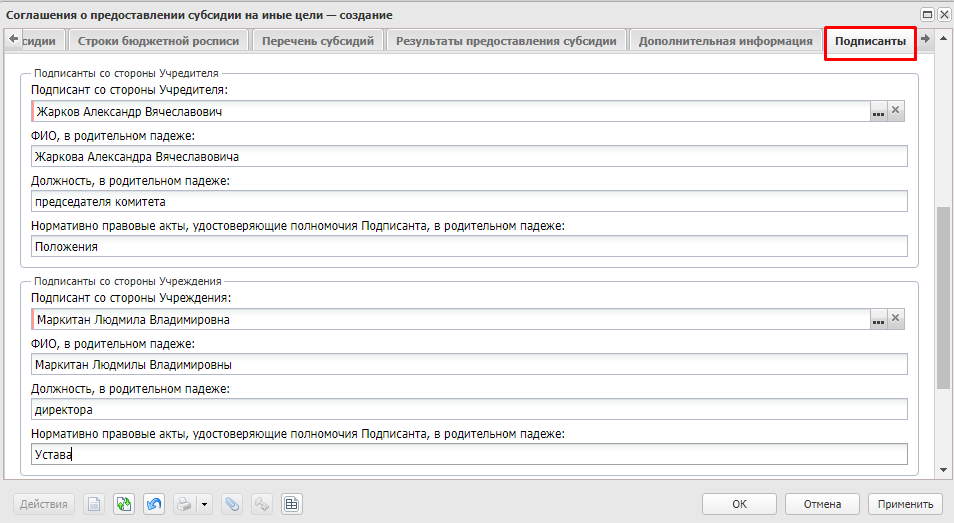 Соглашения о предоставлении субсидии на иные цели — создание
сидии Строки бюджетной росписи Перечень субсидий Результаты предоставления субсидии Дополнительная информация Подписанты
Подписанты со стороны Учредителя
Подписант со стороны Учредителя:
Жарков Александр Вячеславович
ФИО, в родительном падеже:
Жаркова Александра Вячеславовича
Должность, в родительном падеже:
председателя комитета
Нормативно правовые акты, удостоверяющие полномочия Подписанта, в родительном падеже:
Положения
Подписанты со стороны Учреждения
Подписант со стороны Учреждения:
Маркитан Людмила Владимировна
ФИО, в родительном падеже:
Маркитан Людмилы Владимировны
Должность, в родительном падеже:
директора
Нормативно правовые акты, удостоверяющие полномочия Подписанта, в родительном падеже:
Устава
Действия ОК Отмена Применить